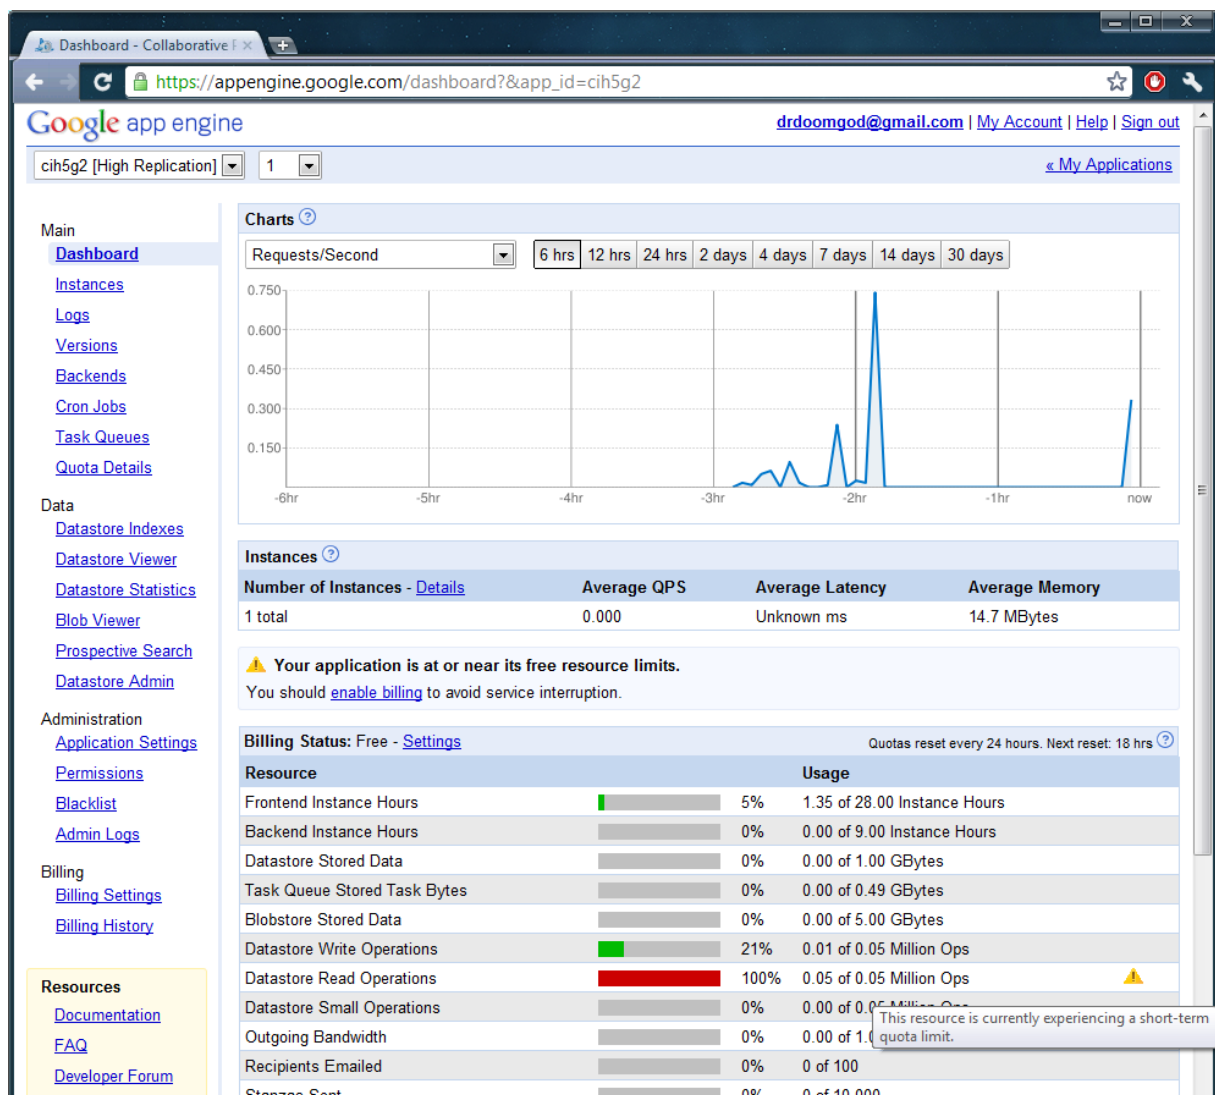 Dashboard - Collaborative
https://appengine.google.com/dashboard?&app_id=cih5g2
Google app engine
drdoomgod@gmail.com | My Account | Help | Sign out
cih5g2 [High Replication] 1 « My Applications
Main
Dashboard
Instances
Logs
Versions
Backends
Cron Jobs
Task Queues
Quota Details
Data
Datastore Indexes
Datastore Viewer
Datastore Statistics
Blob Viewer
Prospective Search
Datastore Admin
Administration
Application Settings
Permissions
Blacklist
Admin Logs
Billing
Billing Settings
Billing History
Resources
Documentation
FAQ
Developer Forum
Charts ?
Requests/Second 6 hrs 12 hrs 24 hrs 2 days 4 days 7 days 14 days 30 days
0.750
0.600
0.450
0.300
0.150
-6hr -5hr -4hr -3hr -2hr -1hr now
Instances ?
Number of Instances - Details Average QPS Average Latency Average Memory
1 total 0.000 Unknown ms 14.7 MBytes
Your application is at or near its free resource limits.
You should enable billing to avoid service interruption.
Billing Status: Free - Settings Quotas reset every 24 hours. Next reset: 18 hrs ?
Resource Usage
Frontend Instance Hours 5% 1.35 of 28.00 Instance Hours
Backend Instance Hours 0% 0.00 of 9.00 Instance Hours
Datastore Stored Data 0% 0.00 of 1.00 GBytes
Task Queue Stored Task Bytes 0% 0.00 of 0.49 GBytes
Blobstore Stored Data 0% 0.00 of 5.00 GBytes
Datastore Write Operations 21% 0.01 of 0.05 Million Ops
Datastore Read Operations 100% 0.05 of 0.05 Million Ops
Datastore Small Operations 0% 0.00 of 0.05 Million Ops
This resource is currently experiencing a short-term
quota limit.
Outgoing Bandwidth 0% 0.00 of
Recipients Emailed 0% 0 of 100
Stanzas Sent 0% 0 of 10,000